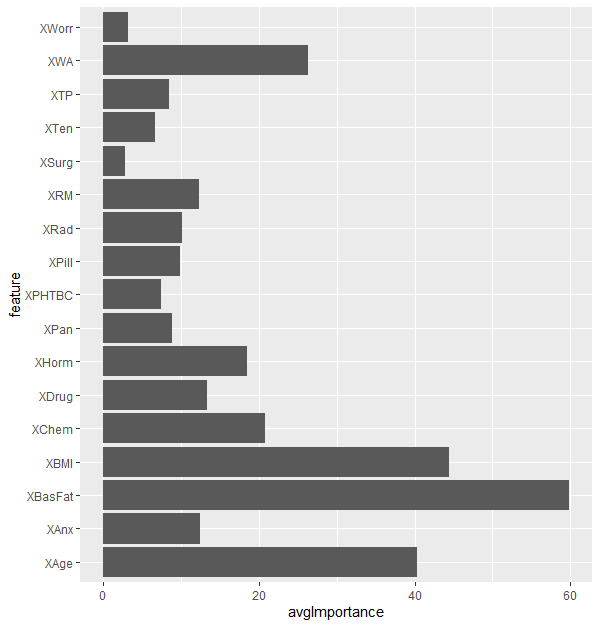 XWorr
XWA
XTP
XTen
XSurg
XRM
XRad
XPill
XPHTBC
XPan
XHorm
XDrug
XChem
XBMI
XBasFat
XAnx
XAge
feature
0 20 40 60
avgImportance